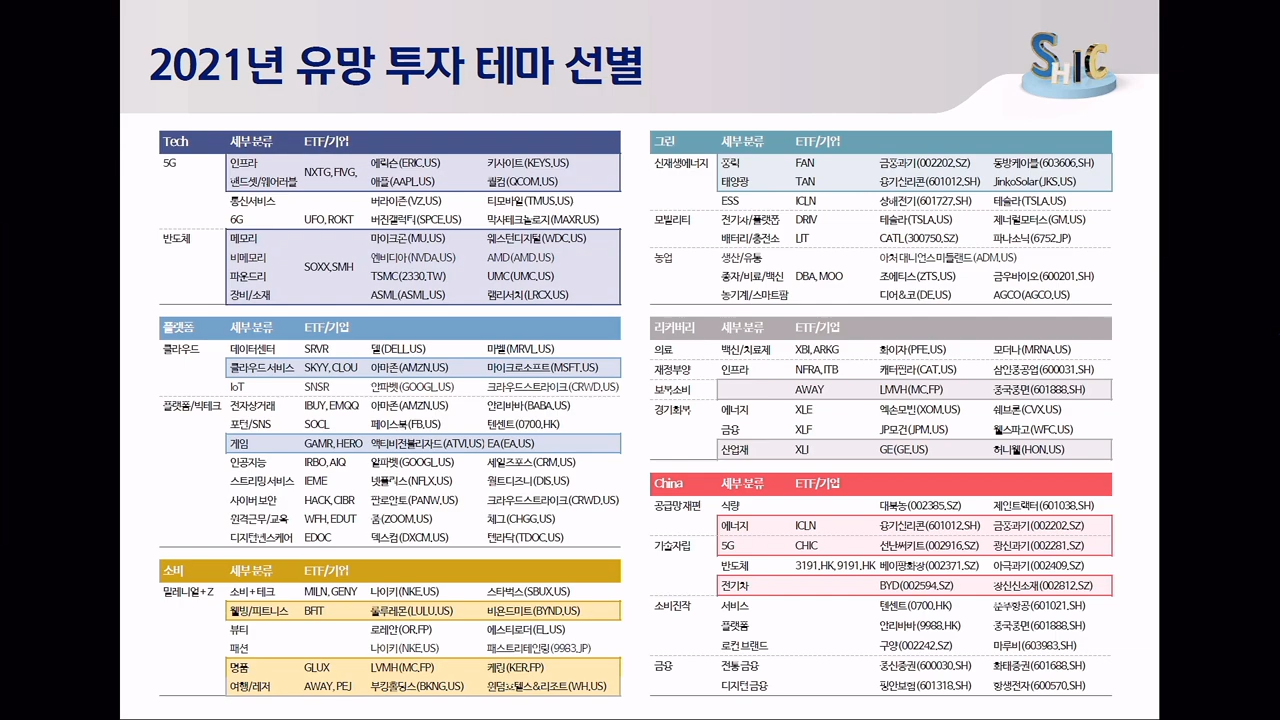 2021년 유망 투자 테마 선별
SHIC
Tech 세부 분류 ETF/기업
5G 인프라 NXTG, FIVG, 에릭슨(ERIC,US) 키사이트(KEYS,US)
핸드셋/웨어러블 애플(AAPL,US) 퀄컴(QCOM,US)
통신서비스 버라이즌(VZ,US) 티모바일(TMUS,US)
6G UFO, ROKT 버진갤럭틱(SPCE,US) 막사테크놀로지(MAXR,US)
반도체 메모리 SOXX,SMH 마이크론(MU,US) 웨스턴디지털(WDC,US)
비메모리 엔비디아(NVDA,US) AMD(AMD,US)
파운드리 TSMC(2330,TW) UMC(UMC,US)
장비/소재 ASML(ASML,US) 램리서치(LRCX,US)
플랫폼 세부 분류 ETF/기업
클라우드 데이터센터 SRVR 델(DELL,US) 마벨(MRVL,US)
클라우드 서비스 SKYY, CLOU 아마존(AMZN,US) 마이크로소프트(MSFT,US)
IoT SNSR 알파벳(GOOGL,US) 크라우드스트라이크(CRWD,US)
플랫폼/빅테크 전자상거래 IBUY, EMQQ 아마존(AMZN,US) 알리바바(BABA,US)
포털/SNS SOCL 페이스북(FB,US) 텐센트(0700,HK)
게임 GAMR, HERO 액티비전블리자드(ATVI,US) EA(EA,US)
인공지능 IRBO, AIQ 알파벳(GOOGL,US) 세일즈포스(CRM,US)
스트리밍 서비스 IEME 넷플릭스(NFLX,US) 월트디즈니(DIS,US)
사이버 보안 HACK, CIBR 팔로알토(PANW,US) 크라우드스트라이크(CRWD,US)
원격근무/교육 WFH, EDUT 줌(ZOOM,US) 체그(CHGG,US)
디지털헬스케어 EDOC 덱스컴(DXCM,US) 텔라닥(TDOC,US)
소비 세부 분류 ETF/기업
밀레니얼+Z 소비+테크 MILN, GENY 나이키(NKE,US) 스타벅스(SBUX,US)
웰빙/피트니스 BFIT 룰루레몬(LULU,US) 비욘드미트(BYND,US)
뷰티 로레알(OR,FP) 에스티로더(EL,US)
패션 나이키(NKE,US) 패스트리테일링(9983,JP)
명품 GLUX LVMH(MC,FP) 케링(KER,FP)
여행/레저 AWAY, PEJ 부킹홀딩스(BKNG,US) 윈덤호텔스&리조트(WH,US)
그린 세부 분류 ETF/기업
신재생에너지 풍력 FAN 금풍과기(002202,SZ) 동방케이블(603606,SH)
태양광 TAN 융기실리콘(601012,SH) JinkoSolar(JKS,US)
ESS ICLN 상해전기(601727,SH) 테슬라(TSLA,US)
모빌리티 전기차/플랫폼 DRIV 테슬라(TSLA,US) 제너럴모터스(GM,US)
배터리/충전소 LIT CATL(300750,SZ) 파나소닉(6752,JP)
농업 생산/유통 DBA, MOO 아처 대니언스 미들랜드(ADM,US)
종자/비료/백신 조에티스(ZTS,US) 금우바이오(600201,SH)
농기계/스마트팜 디어&코(DE,US) AGCO(AGCO,US)
리커버리 세부 분류 ETF/기업
의료 백신/치료제 XBI, ARKG 화이자(PFE,US) 모더나(MRNA,US)
재정부양 인프라 NFRA, ITB 캐터필라(CAT,US) 삼일중공업(600031,SH)
보복소비 AWAY LMVH(MC,FP) 중국중면(601888,SH)
경기회복 에너지 XLE 엑손모빌(XOM,US) 쉐브론(CVX,US)
금융 XLF JP모건(JPM,US) 웰스파고(WFC,US)
산업재 XLI GE(GE,US) 허니웰(HON,US)
China 세부 분류 ETF/기업
공급망 재편 식량 대북농(002385,SZ) 제일트랙터(601038,SH)
에너지 ICLN 융기실리콘(601012,SH) 금풍과기(002202,SZ)
기술자립 5G CHIC 선난써키트(002916,SZ) 광신과기(002281,SZ)
반도체 3191,HK, 9191,HK 베이팡화창(002371,SZ) 아극과기(002409,SZ)
전기차 BYD(002594,SZ) 창신신소재(002812,SZ)
소비진작 서비스 텐센트(0700,HK) 춘추항공(601021,SH)
플랫폼 알리바바(9988,HK) 중국중면(601888,SH)
로컬 브랜드 구양(002242,SZ) 마루비(603983,SH)
금융 전통 금융 중신증권(600030,SH) 화태증권(601688,SH)
디지털 금융 핑안보험(601318,SH) 항생전자(600570,SH)